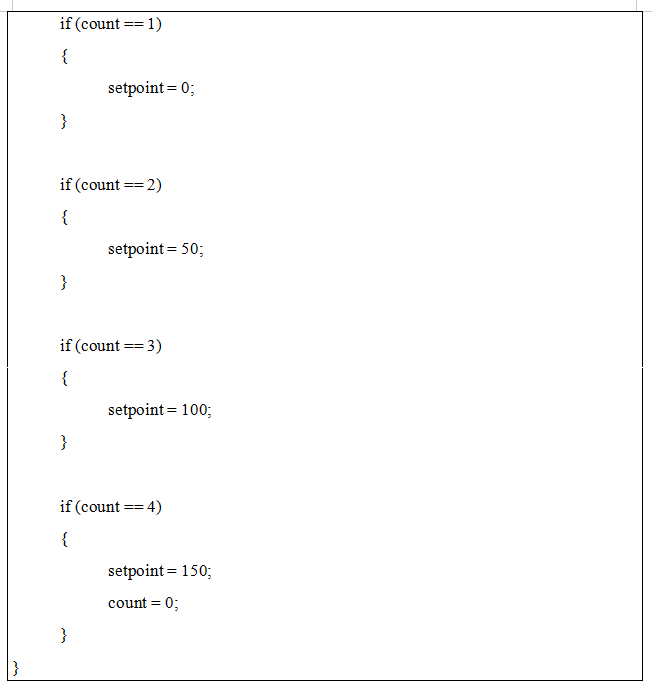 if (count == 1)
{
setpoint = 0;
}
if (count == 2)
{
setpoint = 50;
}
if (count == 3)
{
setpoint = 100;
}
if (count == 4)
{
setpoint = 150;
count = 0;
}
}